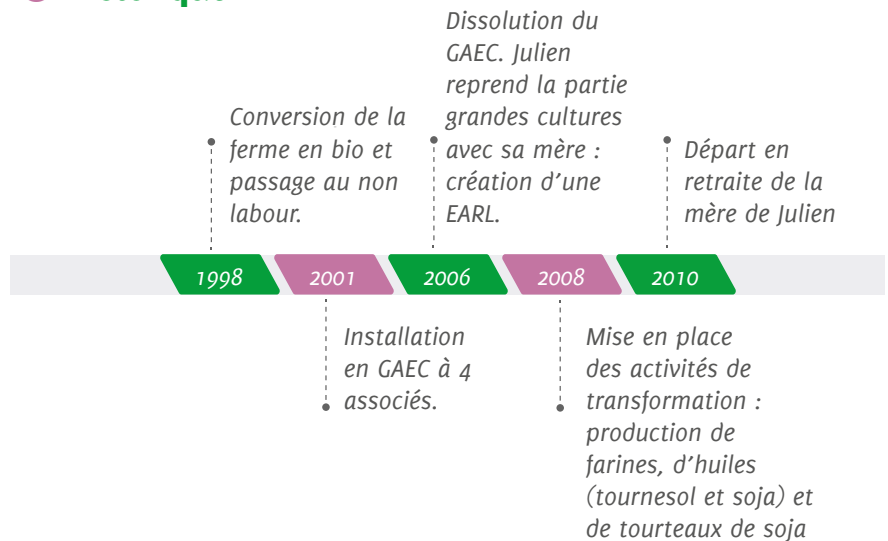 Dissolution du
GAEC. Julien
reprend la partie
grandes cultures
avec sa mère :
création d'une
EARL.
Conversion de la
ferme en bio et
passage au non
labour.
Départ en
retraite de la
mère de Julien
1998
2001
2006
2008
2010
Installation
en GAEC à 4
associés.
Mise en place
des activités de
transformation :
production de
farines, d'huiles
(tournesol et soja) et
de tourteaux de soja